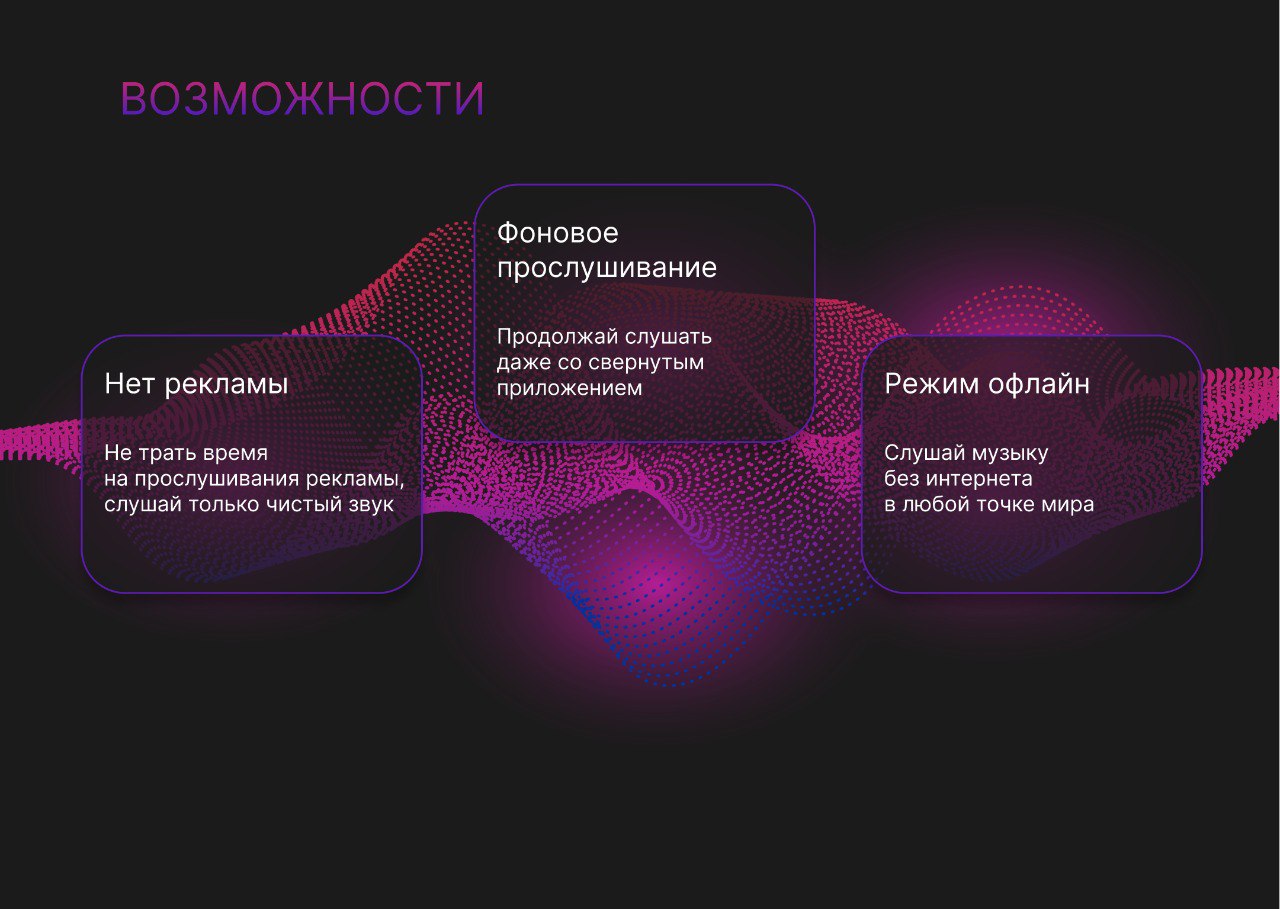 ВОЗМОЖНОСТИ
Нет рекламы
Не трать время
на прослушивания рекламы,
слушай только чистый звук
Фоновое
прослушивание
Продолжай слушать
даже со свернутым
приложением
Режим офлайн
Слушай музыку
без интернета
в любой точке мира